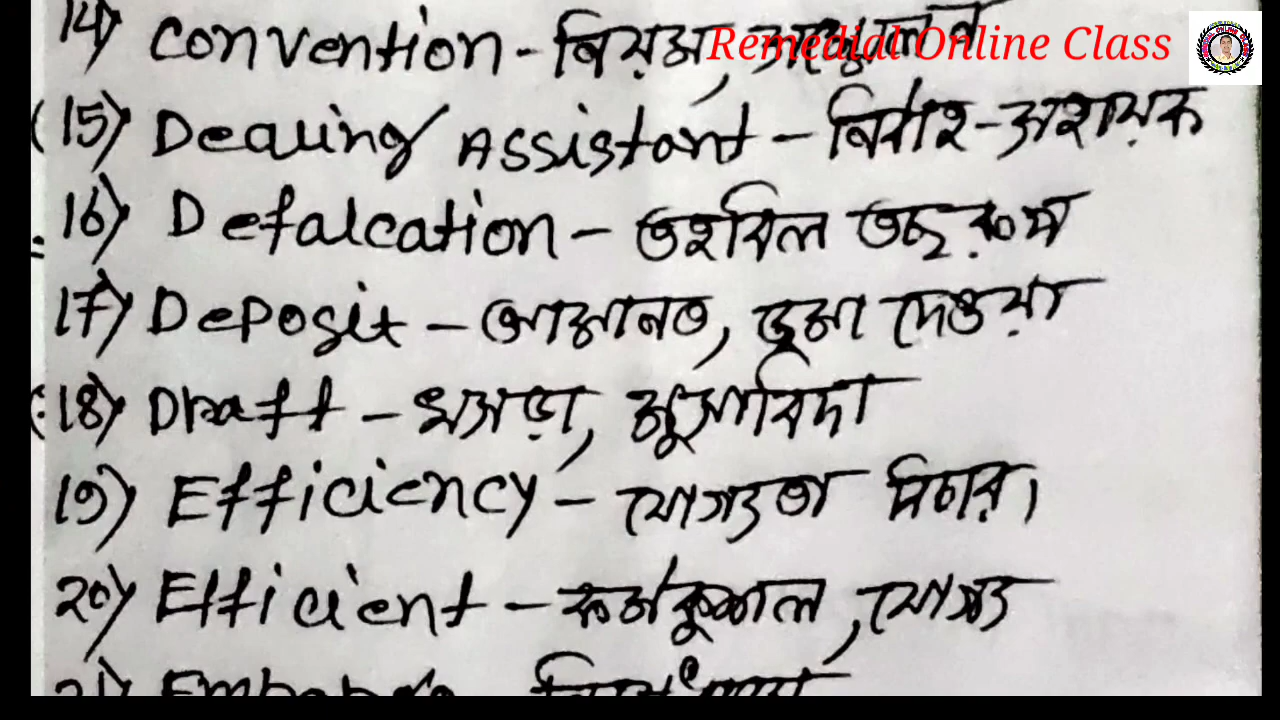 14) Convention - নিয়ম, সম্মেলন
Remedial Online Class
15) Dealing Assistant - নির্বাহ-সহায়ক
16) Defalcation - তহবিল তছরুপ
17) Deposit - আমানত, জমা দেওয়া
18) Draft - খসড়া, মুসাবিদা
19) Efficiency - যোগ্যতা বিচার।
20) Efficient - কর্মকুশল, যোগ্য